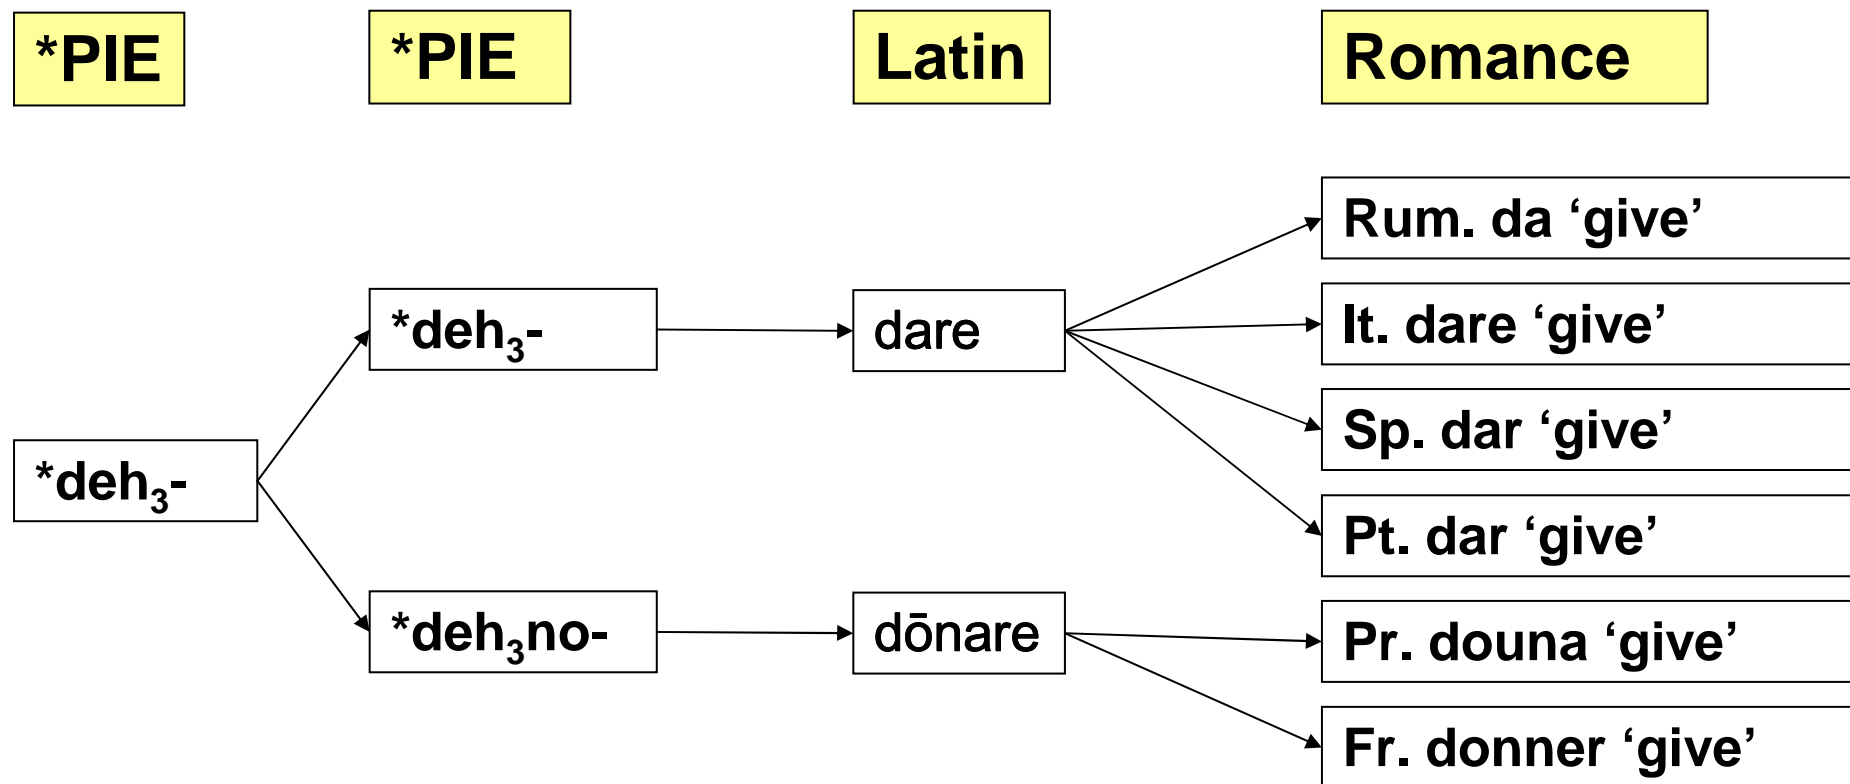 *PIE
*PIE
Latin
Romance
*deh₃-
*deh₃-
*deh₃no-
dare
dōnare
Rum. da ‘give’
It. dare ‘give’
Sp. dar ‘give’
Pt. dar ‘give’
Pr. douna ‘give’
Fr. donner ‘give’